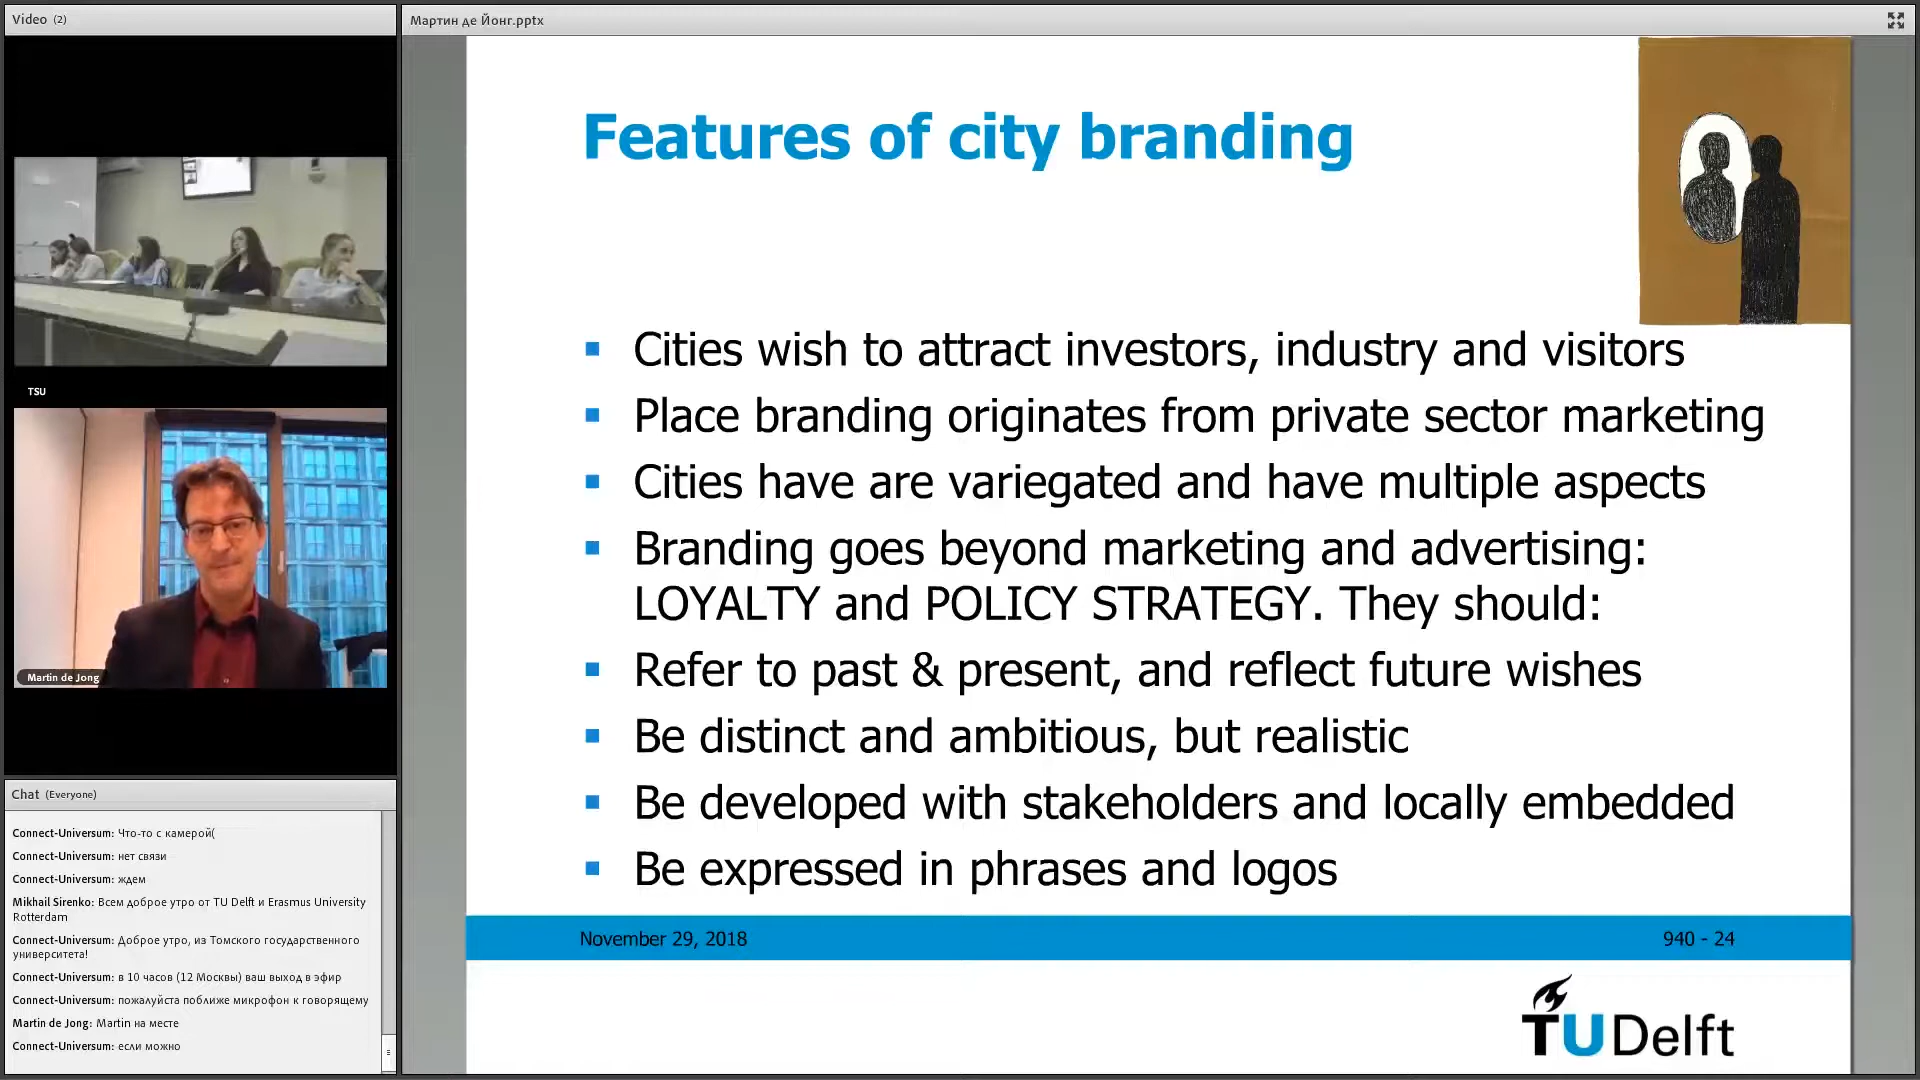 Video (2)
TSU
Martin de Jong
Chat (Everyone)
Connect-Universum: Что-то с камерой(
Connect-Universum: нет связи
Connect-Universum: ждем
Mikhail Sirenko: Всем доброе утро от TU Delft и Erasmus University
Rotterdam
Connect-Universum: Доброе утро, из Томского государственного
университета!
Connect-Universum: в 10 часов (12 Москвы) ваш выход в эфир
Connect-Universum: пожалуйста поближе микрофон к говорящему
Martin de Jong: Martin на месте
Connect-Universum: если можно
Мартин де Йонг.pptx
Features of city branding
Cities wish to attract investors, industry and visitors
Place branding originates from private sector marketing
Cities have are variegated and have multiple aspects
Branding goes beyond marketing and advertising:
LOYALTY and POLICY STRATEGY. They should:
Refer to past & present, and reflect future wishes
Be distinct and ambitious, but realistic
Be developed with stakeholders and locally embedded
Be expressed in phrases and logos
November 29, 2018
940 - 24
TU Delft